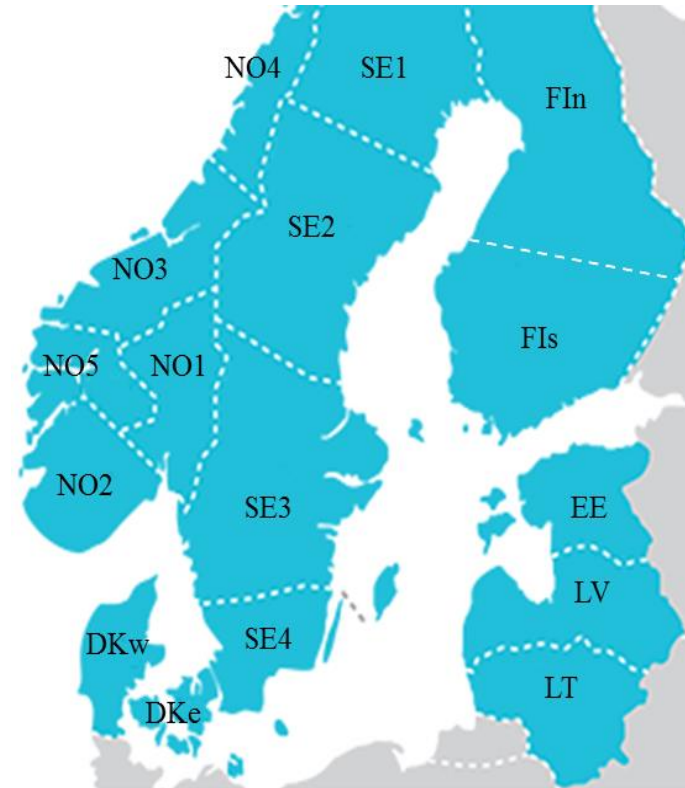 NO4
SE1
FIn
SE2
NO3
FIs
NO5
NO1
NO2
SE3
EE
LV
DKw
SE4
LT
DKe